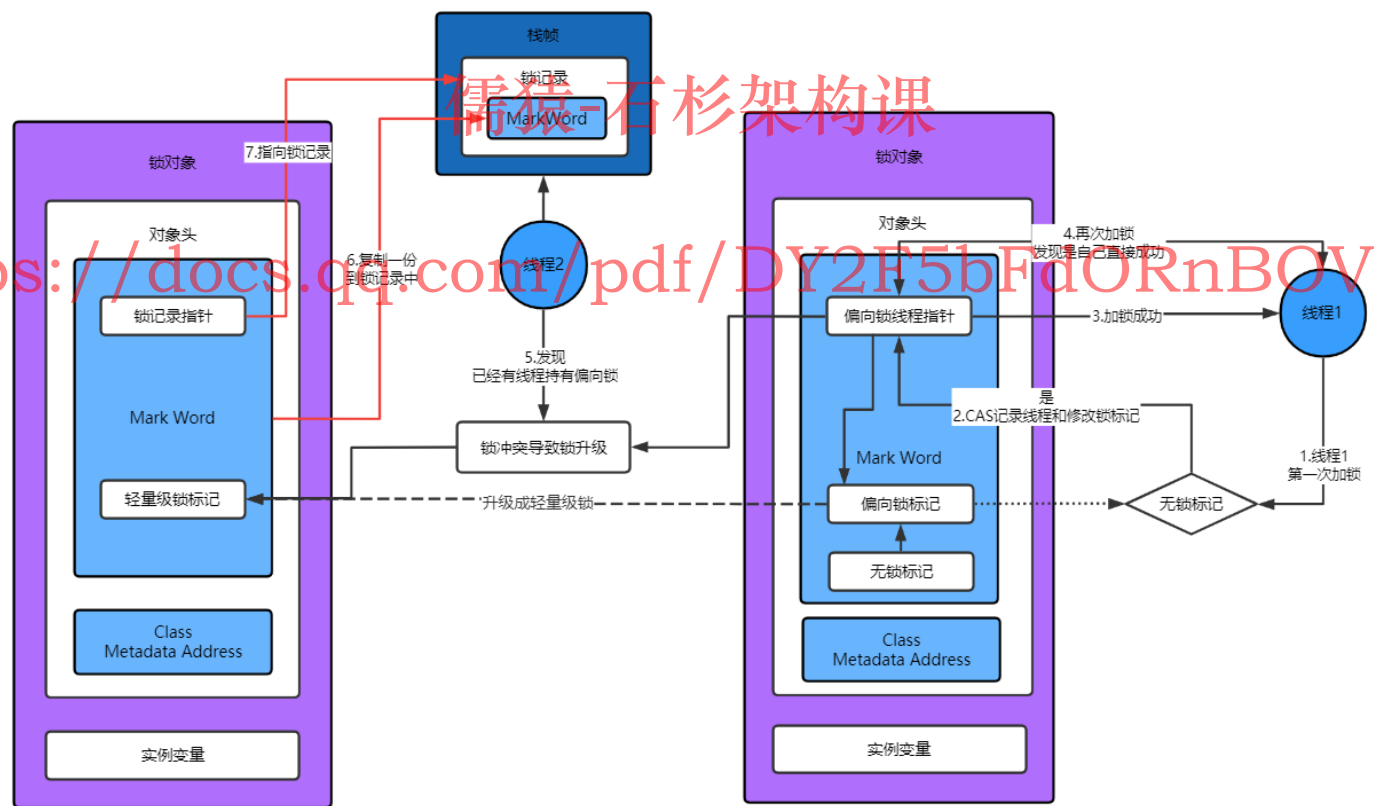 栈帧
锁记录
MarkWord
儒猿-石杉架构课
7.指向锁记录
锁对象
对象头
锁记录指针
Mark Word
轻量级锁标记
Class
Metadata Address
实例变量
6.复制一份
到锁记录中
线程2
5.发现
已经有线程持有偏向锁
锁冲突导致锁升级
升级成轻量级锁
锁对象
对象头
4.再次加锁
发现是自己直接成功
ps://docs.qq.com/pdf/DY2F5bFdORnBOV
偏向锁线程指针
3.加锁成功
线程1
是
2.CAS记录线程和修改锁标记
Mark Word
1.线程1
第一次加锁
偏向锁标记
无锁标记
无锁标记
Class
Metadata Address
实例变量